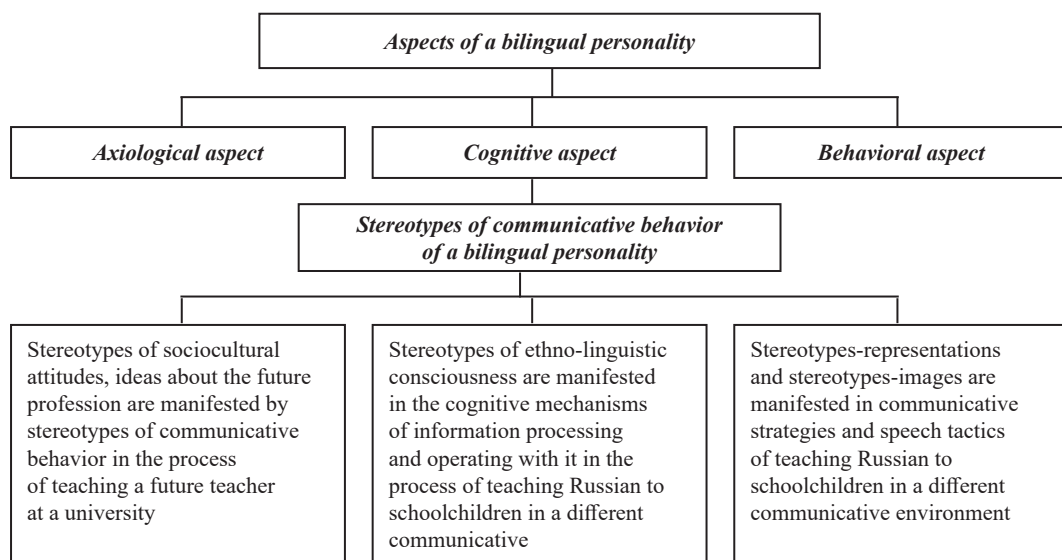 Aspects of a bilingual personality
Axiological aspect
Cognitive aspect
Behavioral aspect
Stereotypes of communicative behavior
of a bilingual personality
Stereotypes of sociocultural
attitudes, ideas about the future
profession are manifested by
stereotypes of communicative
behavior in the process
of teaching a future teacher
at a university
Stereotypes of ethno-linguistic
consciousness are manifested
in the cognitive mechanisms
of information processing
and operating with it in the
process of teaching Russian to
schoolchildren in a different
communicative
Stereotypes-representations
and stereotypes-images are
manifested in communicative
strategies and speech tactics
of teaching Russian to
schoolchildren in a different
communicative environment